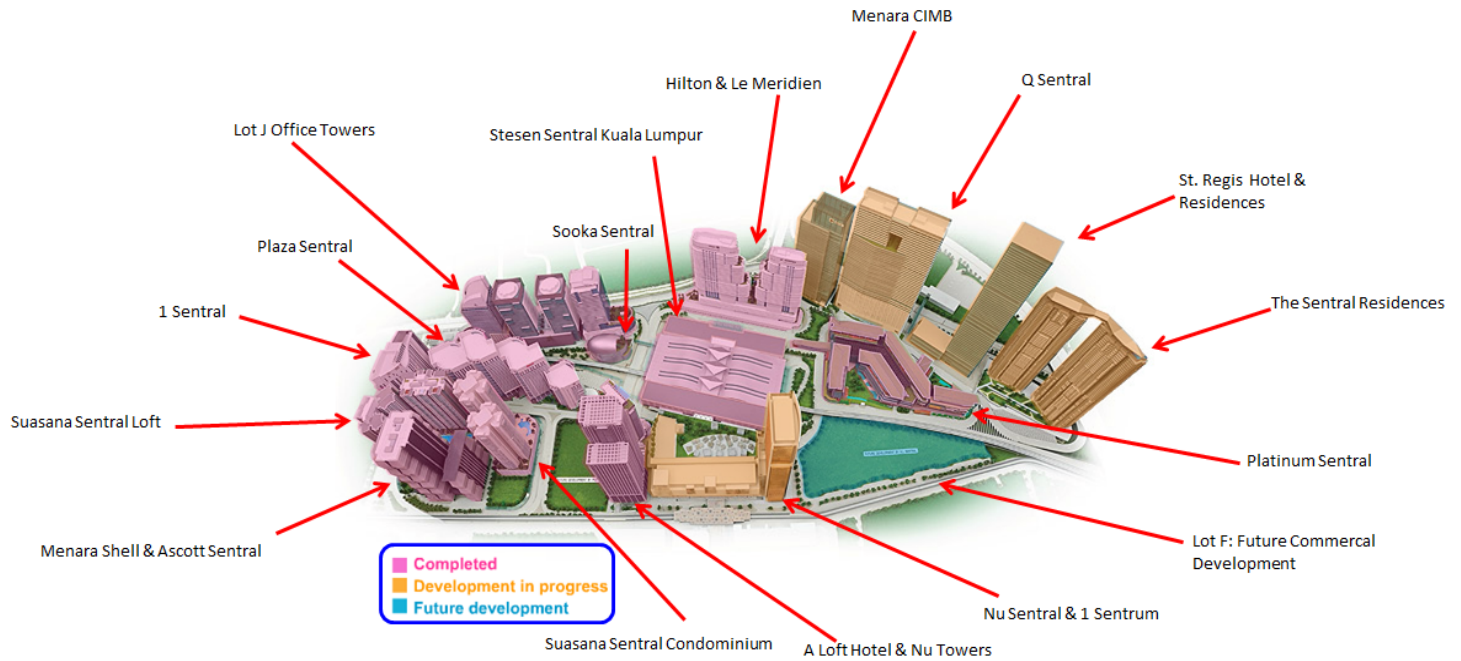 Menara CIMB
Hilton & Le Meridien
Q Sentral
Lot J Office Towers
Stesen Sentral Kuala Lumpur
St. Regis Hotel &
Residences
Plaza Sentral
Sooka Sentral
1 Sentral
The Sentral Residences
Suasana Sentral Loft
Platinum Sentral
Menara Shell & Ascott Sentral
Lot F: Future Commercal
Development
Completed
Development in progress
Future development
Nu Sentral & 1 Sentrum
Suasana Sentral Condominium
A Loft Hotel & Nu Towers